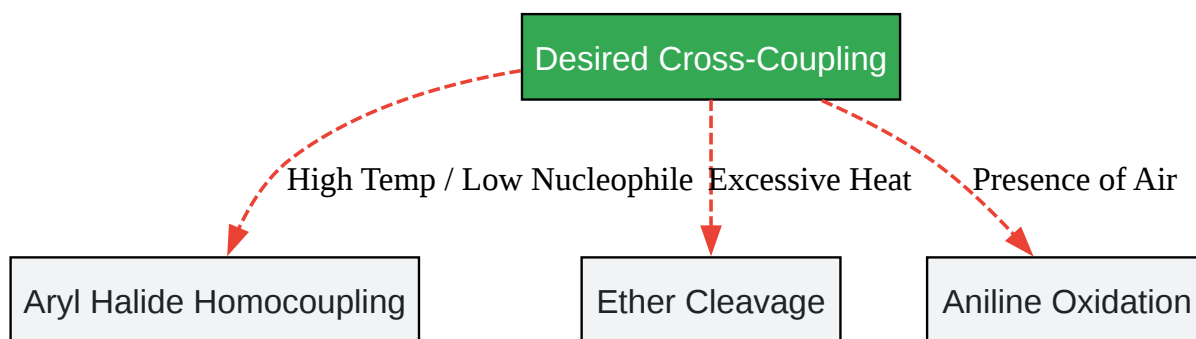 Desired Cross-Coupling
High Temp / Low Nucleophile
Excessive Heat
Presence of Air
Aryl Halide Homocoupling
Ether Cleavage
Aniline Oxidation